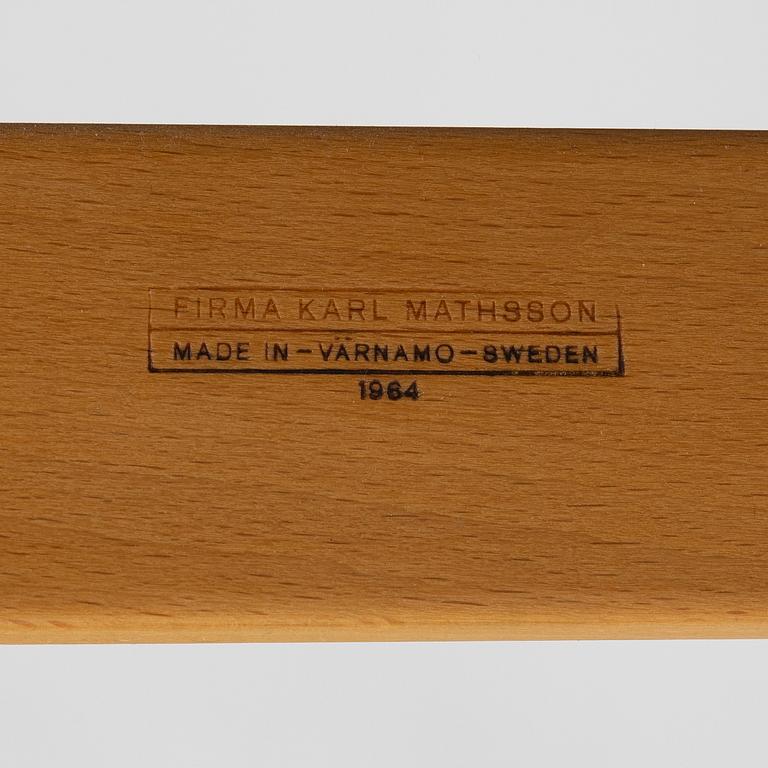 FIRMA KARL MATHSSON
MADE IN – VÄRNAMO – SWEDEN
1964